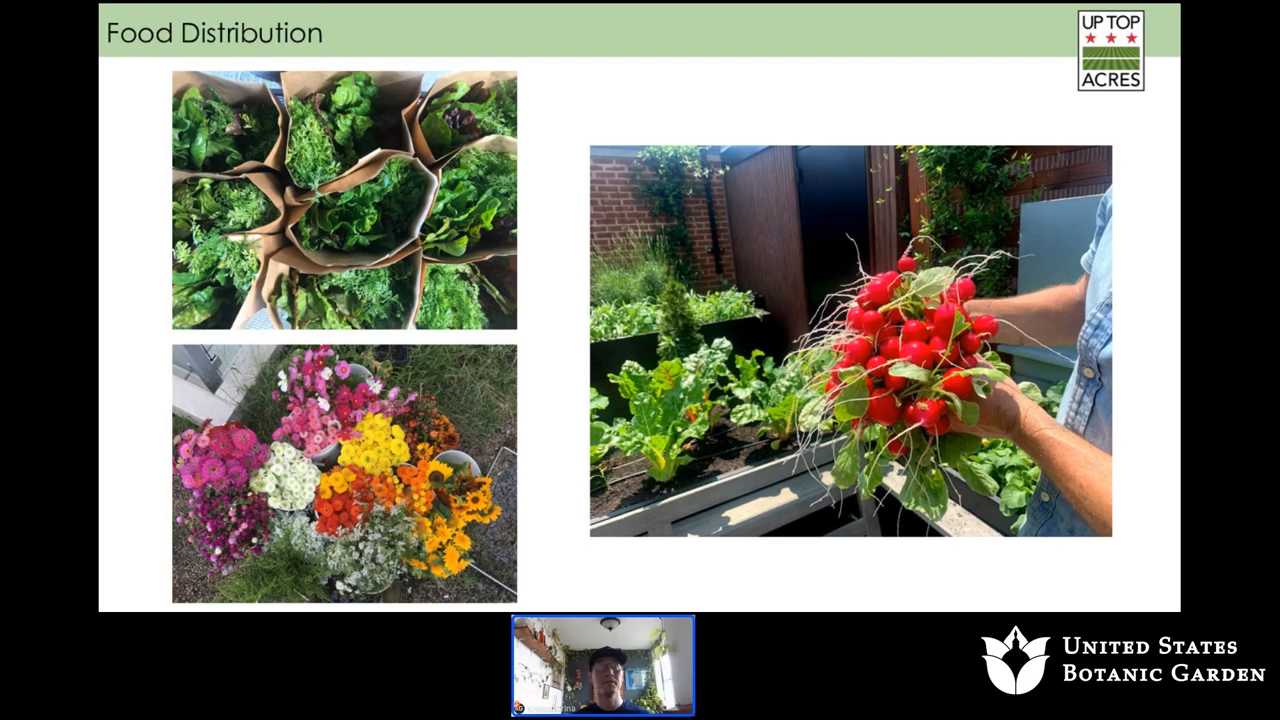 Food Distribution
UP TOP
ACRES
UNITED STATES
BOTANIC GARDEN